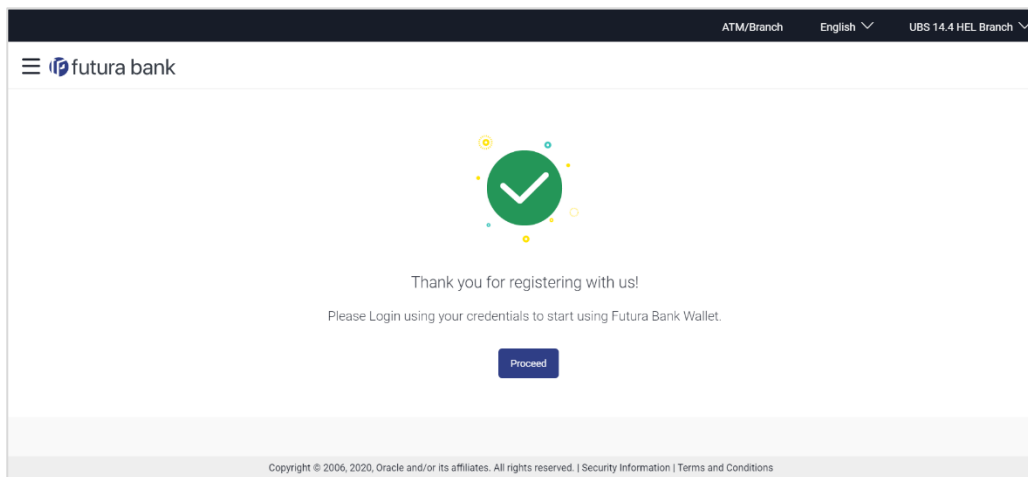 ATM/Branch English UBS 14.4 HEL Branch
futura bank
Thank you for registering with us!
Please Login using your credentials to start using Futura Bank Wallet.
Proceed
Copyright © 2006, 2020, Oracle and/or its affiliates. All rights reserved. | Security Information | Terms and Conditions